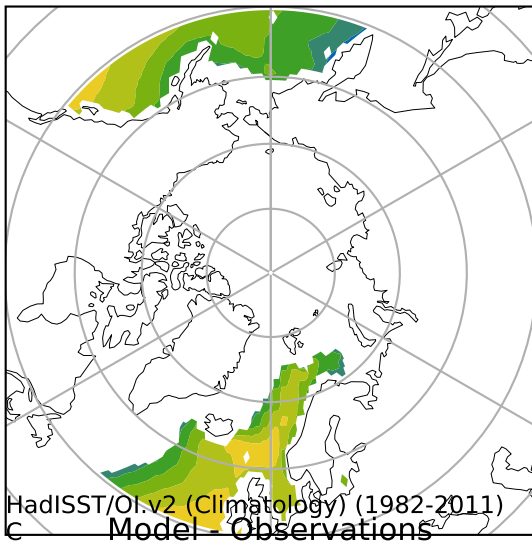 HadISST/OI.v2 (Climatology) (1982-2011)
C Model - Observations